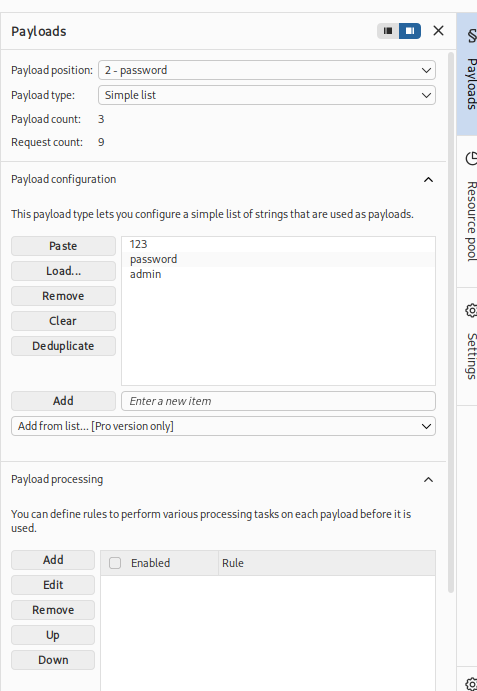 Payloads
Payload position: 2 - password
Payload type: Simple list
Payload count: 3
Request count: 9
Payload configuration
This payload type lets you configure a simple list of strings that are used as payloads.
Paste
Load...
Remove
Clear
Deduplicate
123
password
admin
Add
Enter a new item
Add from list... [Pro version only]
Payload processing
You can define rules to perform various processing tasks on each payload before it is
used.
Add
Edit
Remove
Up
Down
Enabled
Rule
Payloads
Resource pool
Settings